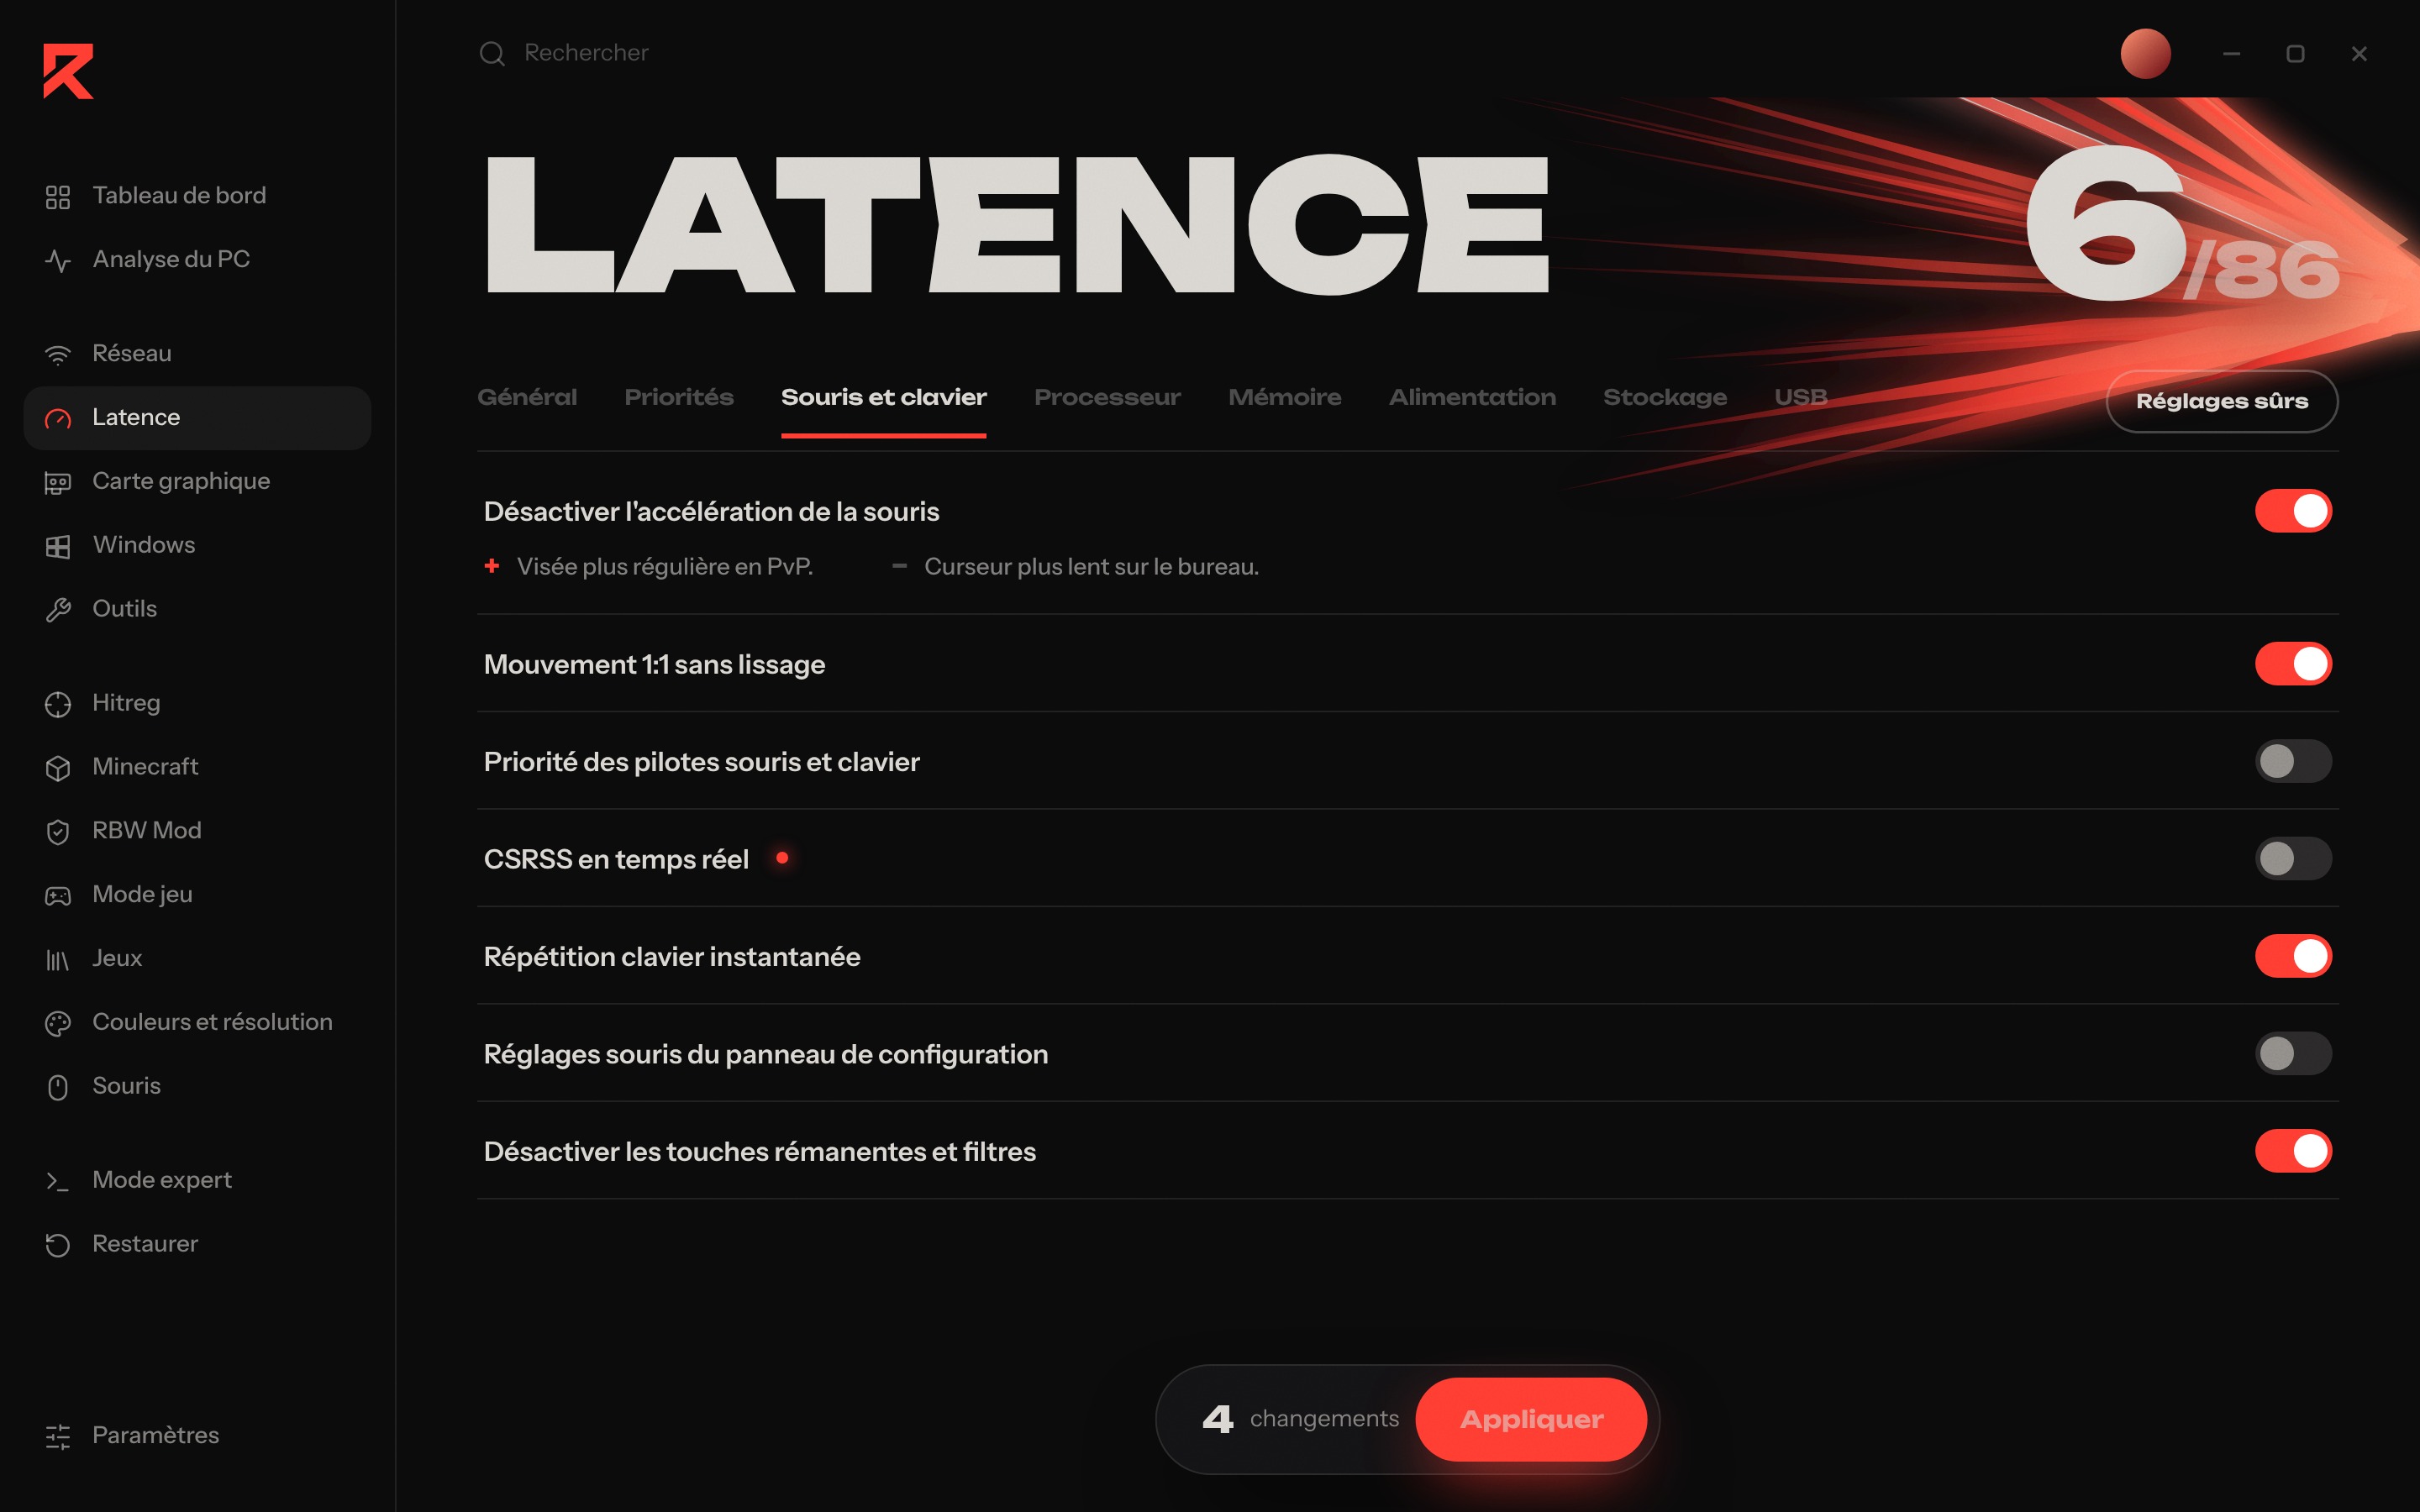 Rechercher
LATENCE
6/86
Tableau de bord
Analyse du PC
Réseau
Latence
Carte graphique
Windows
Outils
Hitreg
Minecraft
RBW Mod
Mode jeu
Jeux
Couleurs et résolution
Souris
Mode expert
Restaurer
Paramètres
Général Priorités Souris et clavier Processeur Mémoire Alimentation Stockage USB Réglages sûrs
Désactiver l'accélération de la souris
+ Visée plus régulière en PvP. − Curseur plus lent sur le bureau.
Mouvement 1:1 sans lissage
Priorité des pilotes souris et clavier
CSRSS en temps réel
Répétition clavier instantanée
Réglages souris du panneau de configuration
Désactiver les touches rémanentes et filtres
4 changements Appliquer